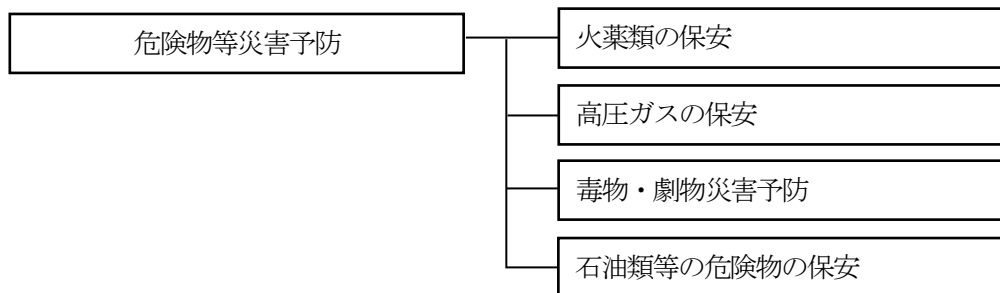 危険物等災害予防
火薬類の保安
高圧ガスの保安
毒物・劇物災害予防
石油類等の危険物の保安